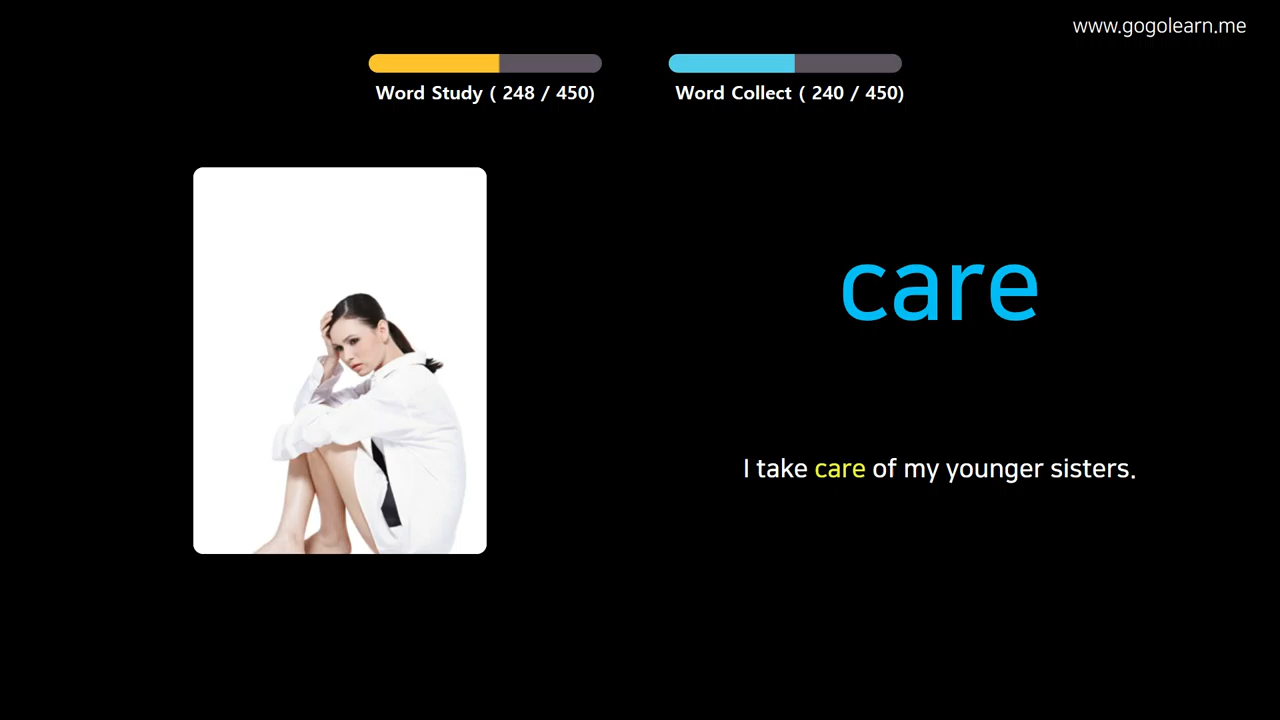 www.gogolearn.me
Word Study ( 248 / 450)
Word Collect ( 240 / 450)
care
I take care of my younger sisters.